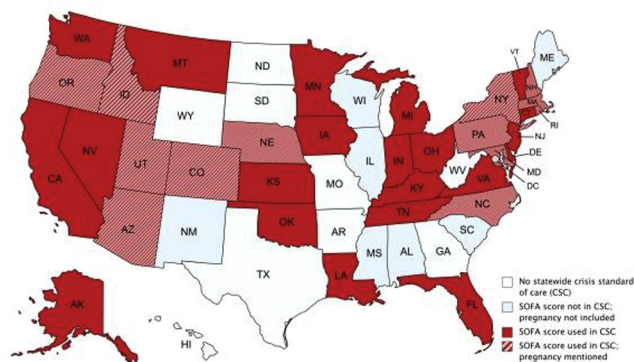 WA
MT
ND
MN
OR
ID
WY
SD
WI
MI
NY
VT
NH
MA
ME
RI
NJ
DE
MD
DC
NV
CA
UT
CO
NE
IA
IL
IN
OH
PA
WV
VA
KS
MO
KY
AZ
NM
OK
AR
TN
NC
SC
TX
LA
MS
AL
GA
FL
AK
HI
No statewide crisis standard
of care (CSC)
SOFA score not in CSC;
pregnancy not included
SOFA score used in CSC
SOFA score used in CSC;
pregnancy mentioned